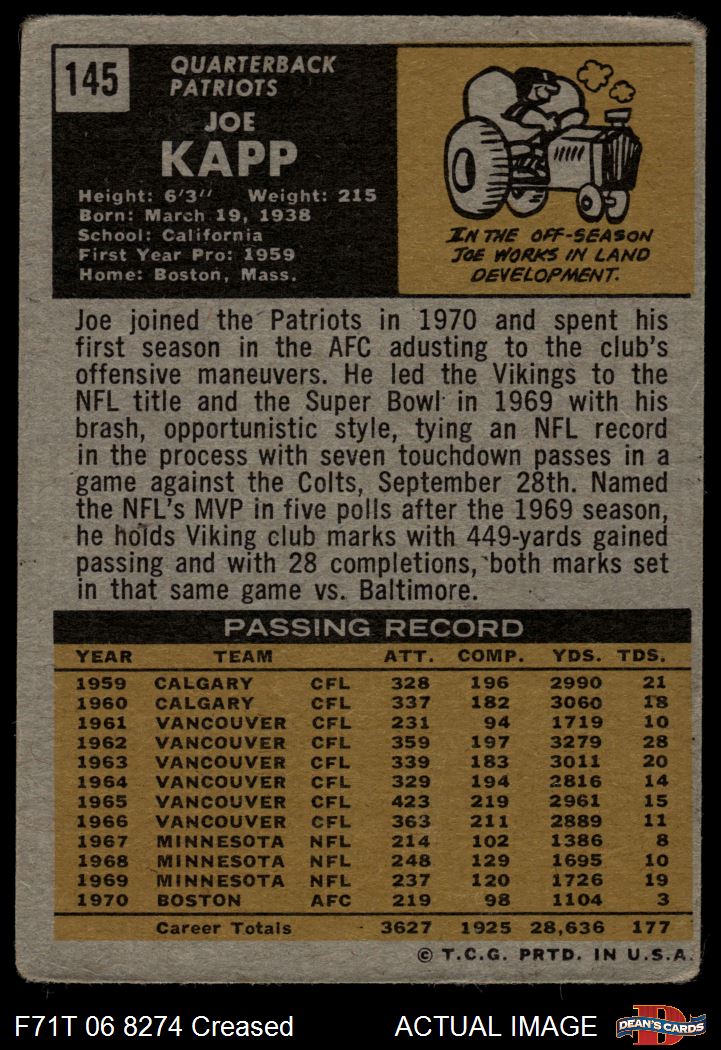 145
QUARTERBACK
PATRIOTS
JOE
KAPP
Height: 6'3" Weight: 215
Born: March 19, 1938
School: California
First Year Pro: 1959
Home: Boston, Mass.
IN THE OFF-SEASON
JOE WORKS IN LAND
DEVELOPMENT.
Joe joined the Patriots in 1970 and spent his
first season in the AFC adusting to the club's
offensive maneuvers. He led the Vikings to the
NFL title and the Super Bowl in 1969 with his
brash, opportunistic style, tying an NFL record
in the process with seven touchdown passes in a
game against the Colts, September 28th. Named
the NFL's MVP in five polls after the 1969 season,
he holds Viking club marks with 449-yards gained
passing and with 28 completions, both marks set
in that same game vs. Baltimore.
PASSING RECORD
YEAR TEAM ATT. COMP. YDS. TDS.
1959 CALGARY CFL 328 196 2990 21
1960 CALGARY CFL 337 182 3060 18
1961 VANCOUVER CFL 231 94 1719 10
1962 VANCOUVER CFL 359 197 3279 28
1963 VANCOUVER CFL 339 183 3011 20
1964 VANCOUVER CFL 329 194 2816 14
1965 VANCOUVER CFL 423 219 2961 15
1966 VANCOUVER CFL 363 211 2889 11
1967 MINNESOTA NFL 214 102 1386 8
1968 MINNESOTA NFL 248 129 1695 10
1969 MINNESOTA NFL 237 120 1726 19
1970 BOSTON AFC 219 98 1104 3
Career Totals 3627 1925 28,636 177
© T.C.G. PRTD. IN U.S.A.
F71T 06 8274 Creased ACTUAL IMAGE
D
DEAN'S CARDS